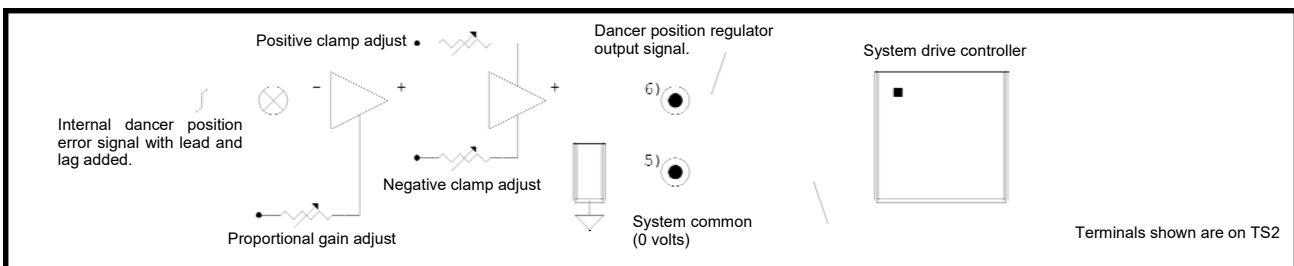 Positive clamp adjust
Dancer position regulator
output signal.
System drive controller
- +
+
6)
Internal dancer position
error signal with lead and
lag added.
5)
Negative clamp adjust
System common
(0 volts)
Proportional gain adjust
Terminals shown are on TS2